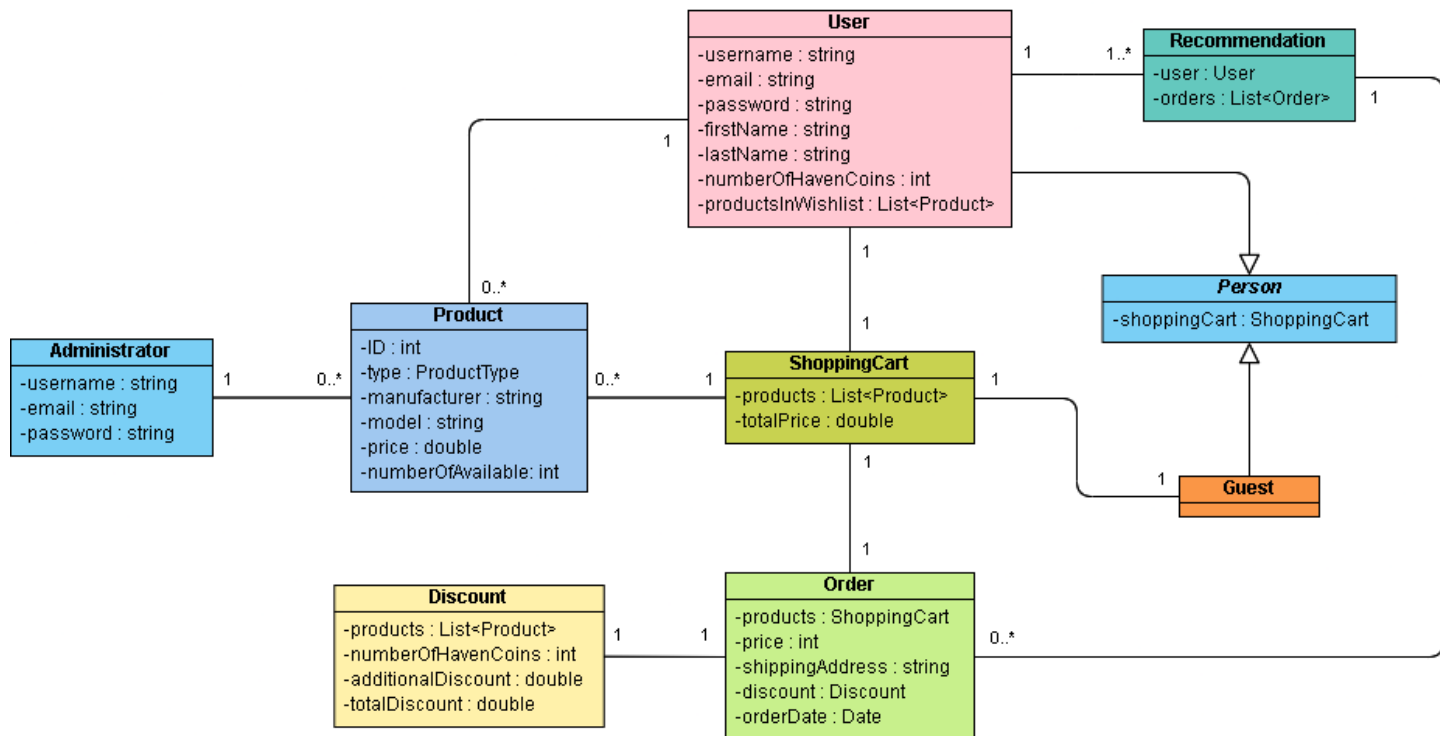 User
-username : string
-email : string
-password : string
-firstName : string
-lastName : string
-numberOfHavenCoins : int
-productsInWishlist : List<Product>
1
1..*
Recommendation
-user : User
-orders : List<Order>
1
1
0..*
1
1
Person
-shoppingCart : ShoppingCart
Administrator
-username : string
-email : string
-password : string
1
0..*
Product
-ID : int
-type : ProductType
-manufacturer : string
-model : string
-price : double
-numberOfAvailable: int
0..*
1
ShoppingCart
-products : List<Product>
-totalPrice : double
1
1
Guest
1
1
Discount
-products : List<Product>
-numberOfHavenCoins : int
-additionalDiscount : double
-totalDiscount : double
1
1
Order
-products : ShoppingCart
-price : int
-shippingAddress : string
-discount : Discount
-orderDate : Date
0..*